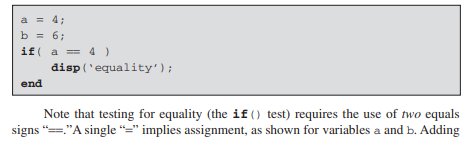 a = 4;
b = 6;
if( a == 4 )
disp(‘equality’);
end
Note that testing for equality (the if() test) requires the use of two equals
signs “==.”A single “=” implies assignment, as shown for variables a and b. Adding